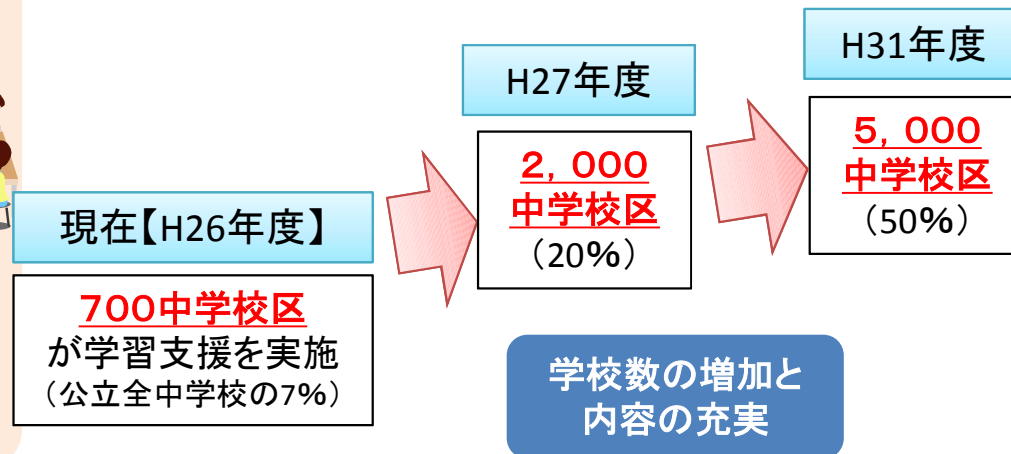 現在【H26年度】
700中学校区
が学習支援を実施
（公立全中学校の7%）
H27年度
2，000
中学校区
（20%）
H31年度
5，000
中学校区
（50%）
学校数の増加と
内容の充実